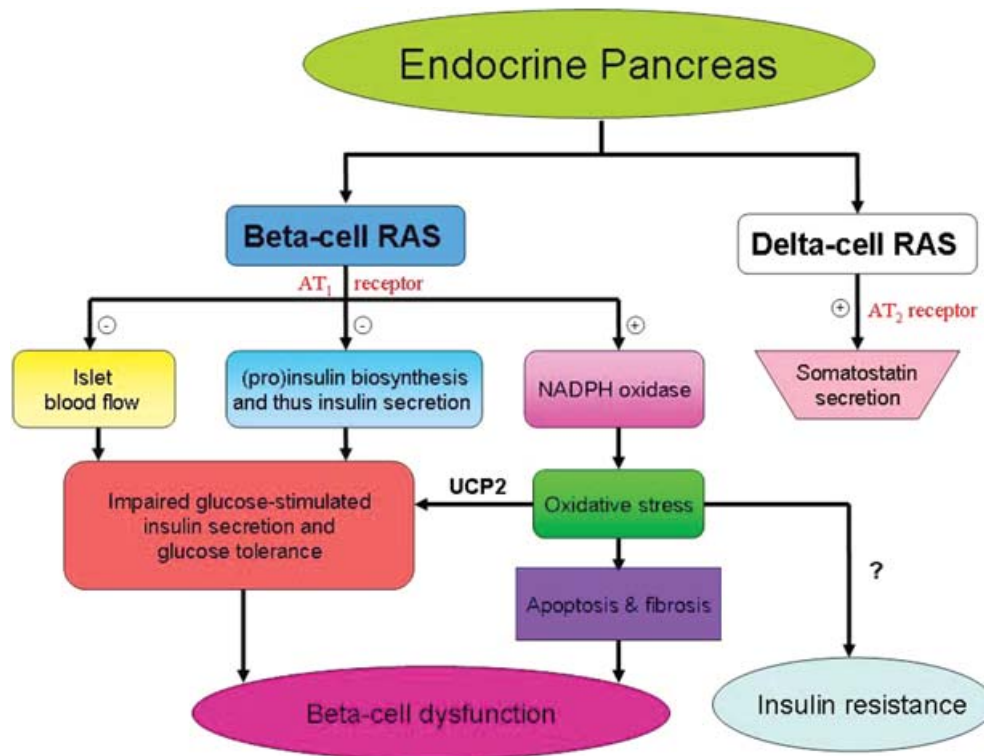 Endocrine Pancreas
Beta-cell RAS
Delta-cell RAS
AT₁ receptor
AT₂ receptor
-
-
+
+
Islet
blood flow
(pro)insulin biosynthesis
and thus insulin secretion
NADPH oxidase
Somatostatin
secretion
Impaired glucose-stimulated
insulin secretion and
glucose tolerance
UCP2
Oxidative stress
?
Apoptosis & fibrosis
Beta-cell dysfunction
Insulin resistance